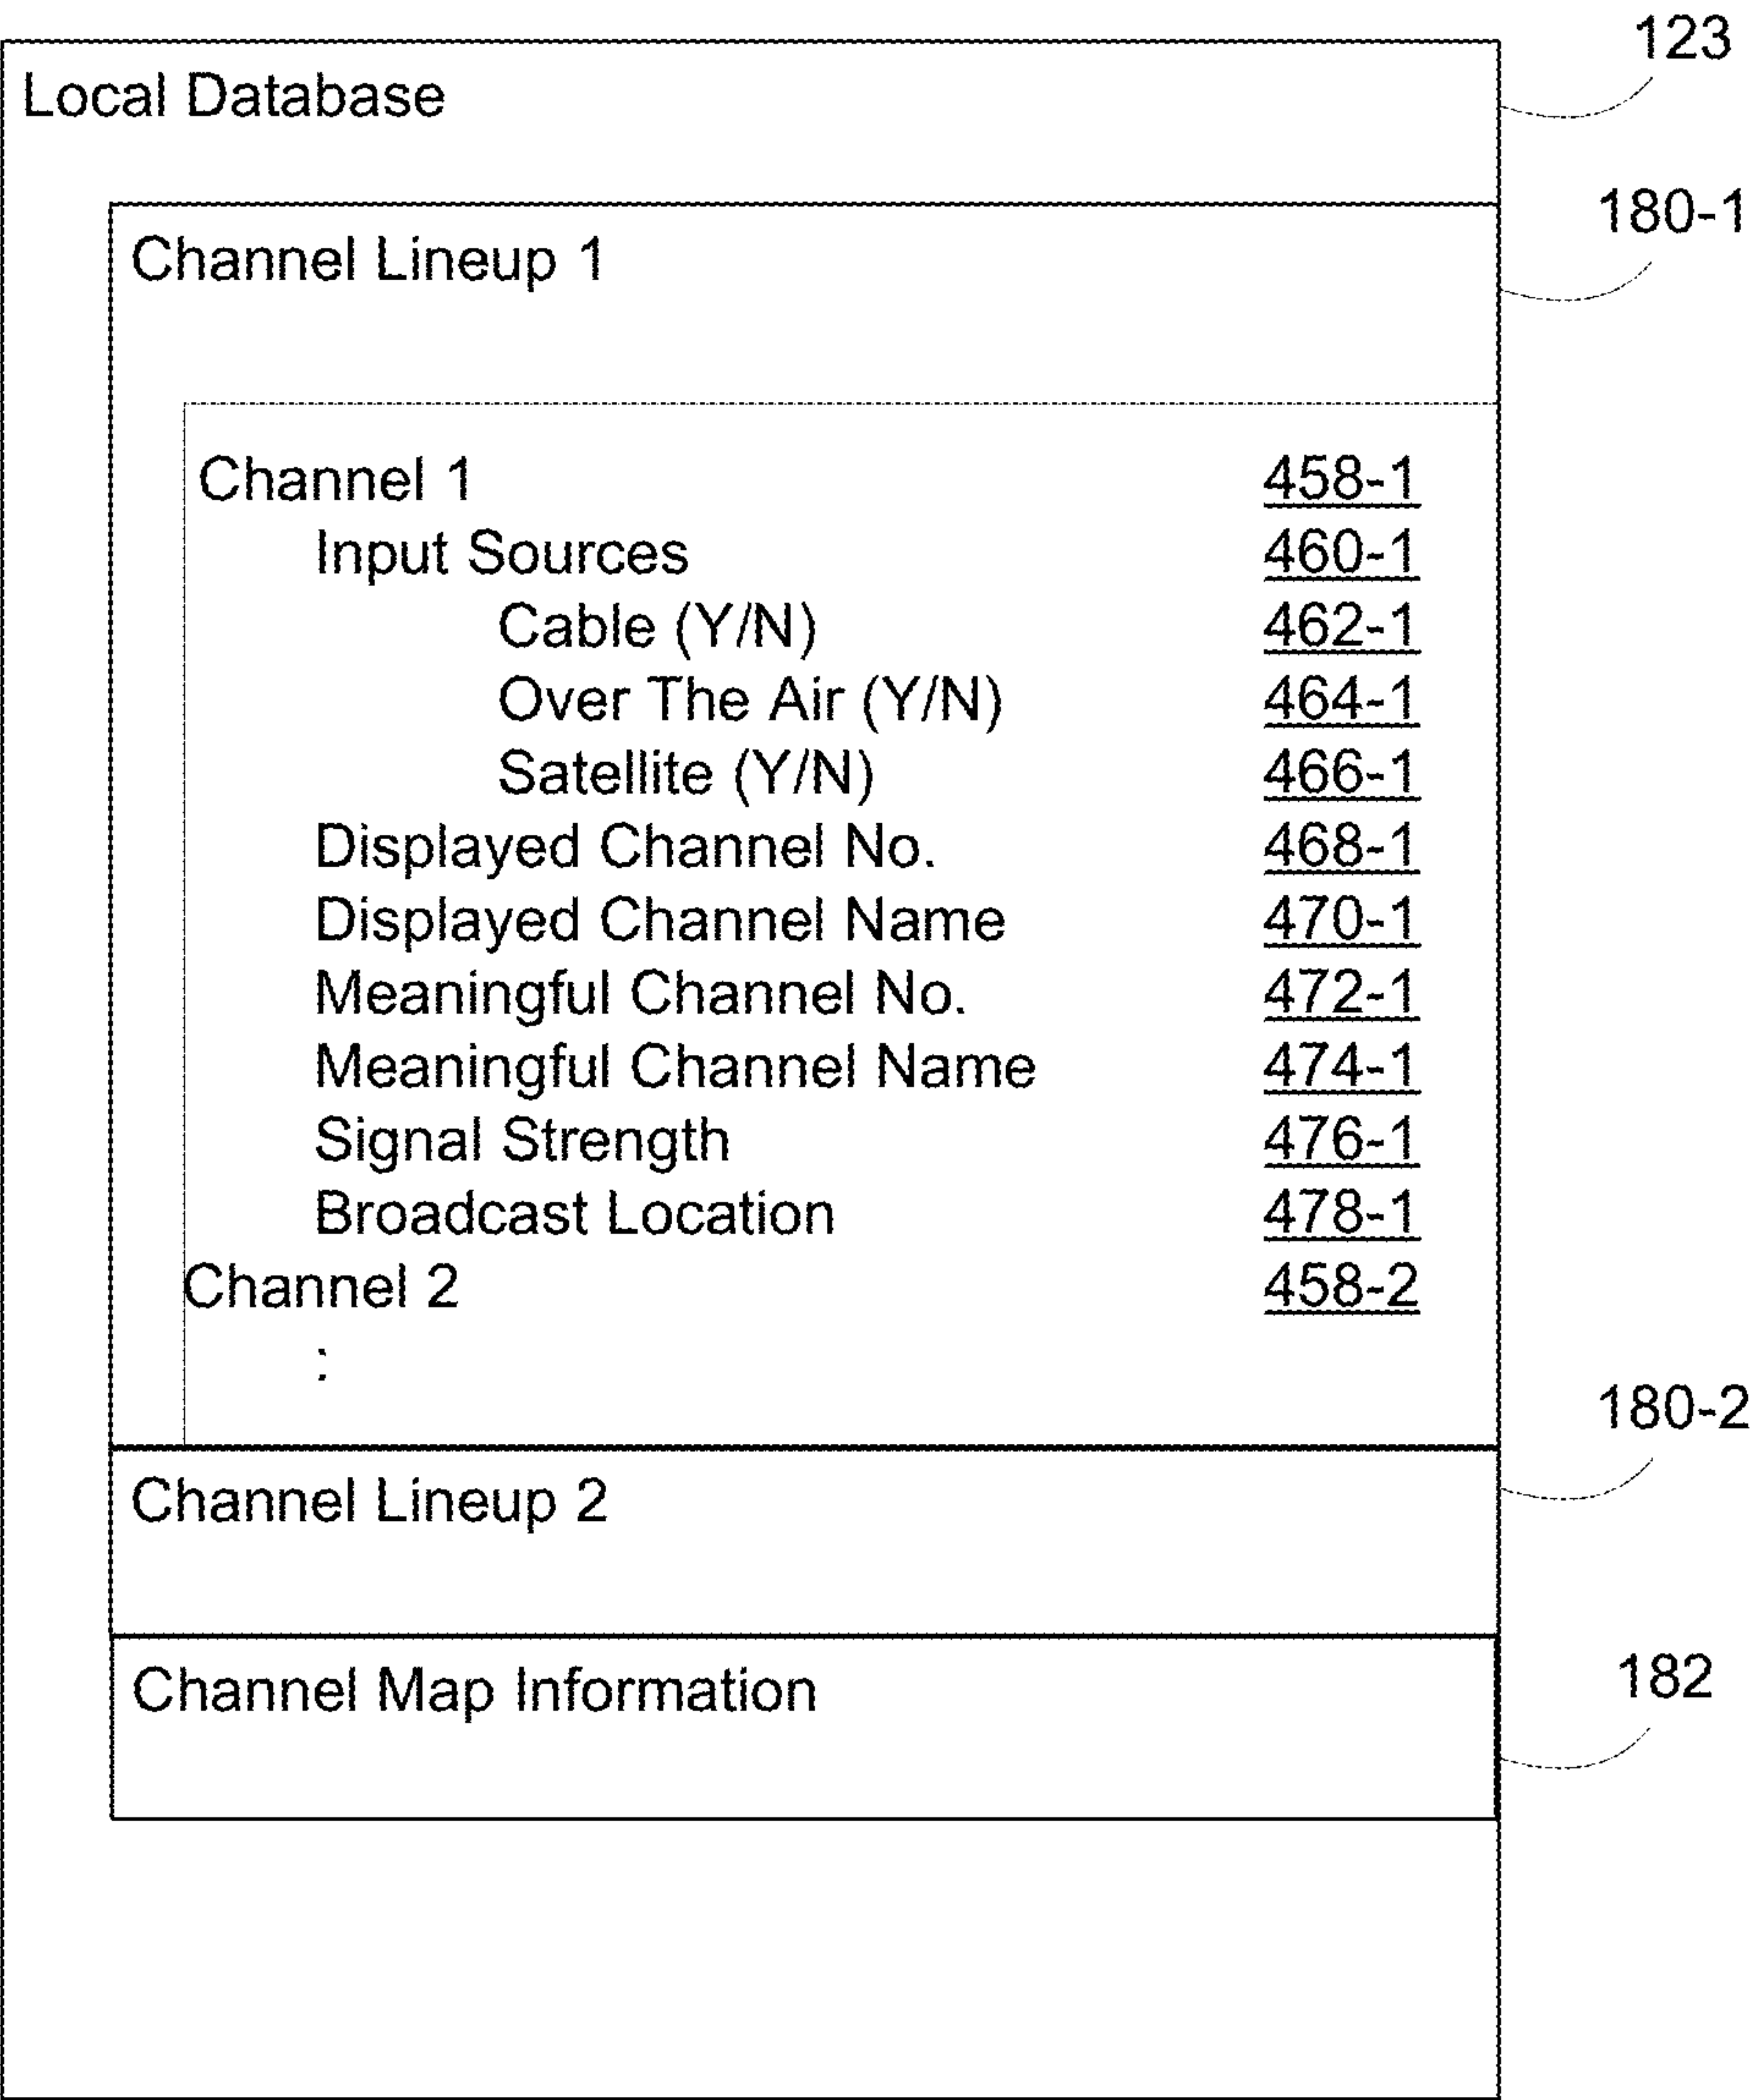 123
Local Database
180-1
Channel Lineup 1
Channel 1 458-1
Input Sources 460-1
Cable (Y/N) 462-1
Over The Air (Y/N) 464-1
Satellite (Y/N) 466-1
Displayed Channel No. 468-1
Displayed Channel Name 470-1
Meaningful Channel No. 472-1
Meaningful Channel Name 474-1
Signal Strength 476-1
Broadcast Location 478-1
Channel 2 458-2
:
180-2
Channel Lineup 2
182
Channel Map Information